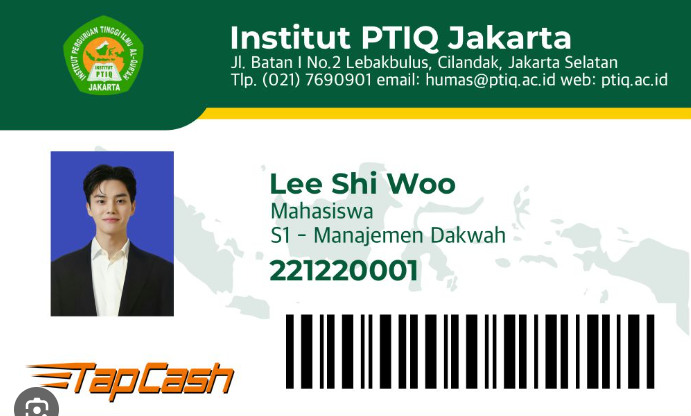 Institut PTIQ Jakarta
Jl. Batan I No.2 Lebakbulus, Cilandak, Jakarta Selatan
Tlp. (021) 7690901 email: humas@ptiq.ac.id web: ptiq.ac.id
INSTITUT PERGURUAN TINGGI ILMU AL-QUR'AN
INSTITUT
PTIQ
JAKARTA
Lee Shi Woo
Mahasiswa
S1 - Manajemen Dakwah
221220001
TapCash